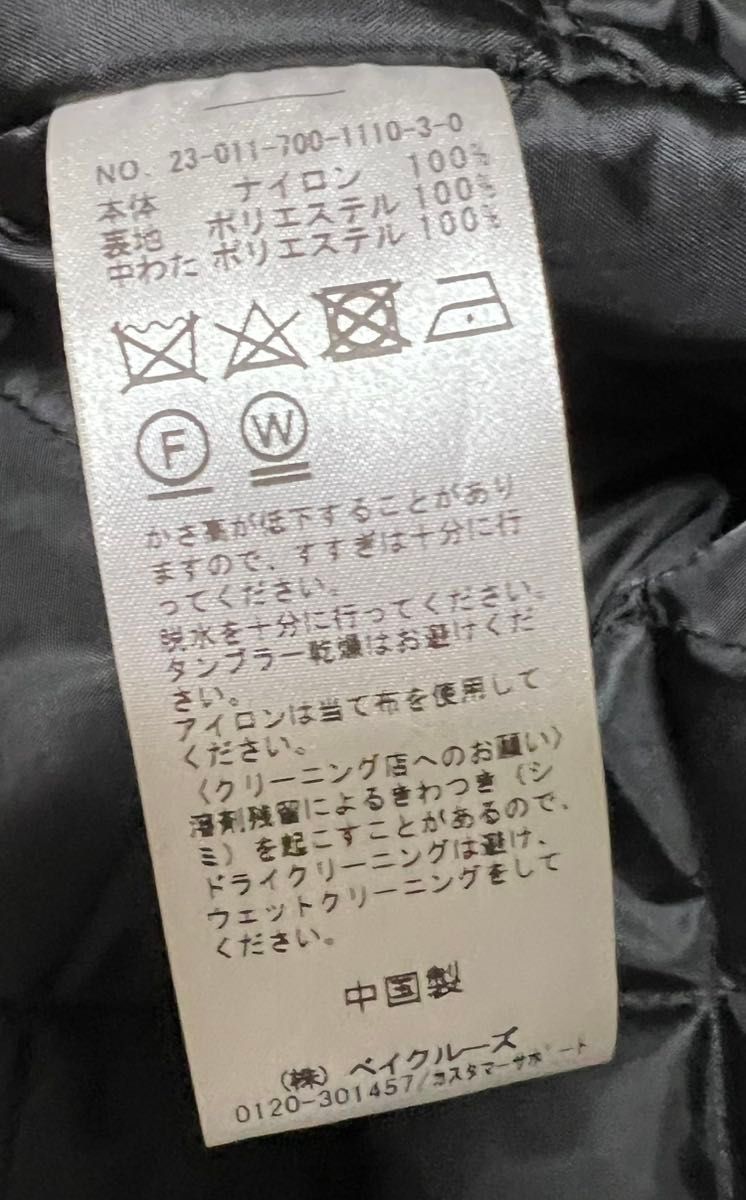 NO. 23-011-700-1110-3-0
本体 ナイロン 100%
表地 ポリエステル 100%
中わた ポリエステル 100%
F W
かさ高が低下することがあり
ますので、すすぎは十分に行
ってください。
脱水を十分に行ってください。
タンブラー乾燥はお避けくだ
さい。
アイロンは当て布を使用して
ください。
〈クリーニング店へのお願い〉
溶剤残留によるきわつき（シ
ミ）を起こすことがあるので、
ドライクリーニングは避け、
ウェットクリーニングをして
ください。
中国製
（株）ベイクルーズ
0120-301457/カスタマーサポート